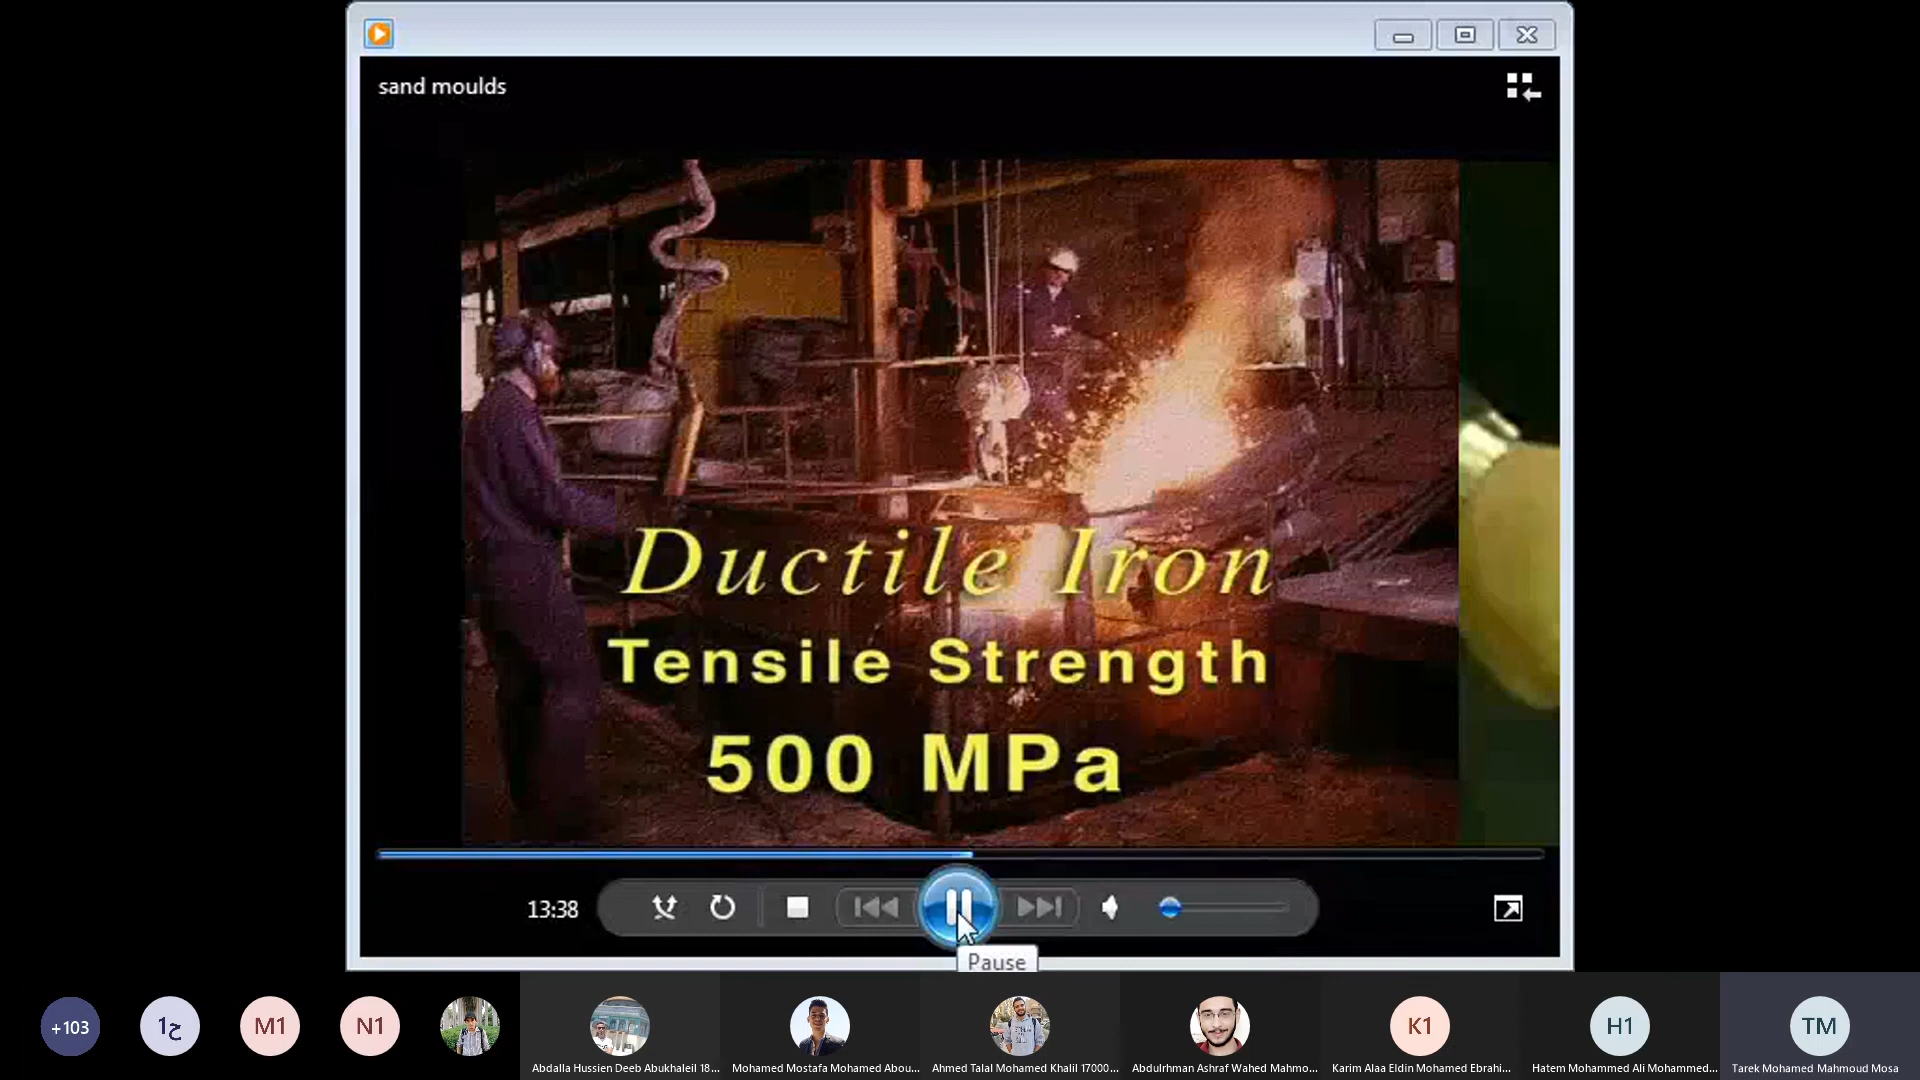 sand moulds
Ductile Iron
Tensile Strength
500 MPa
13:38
Pause
+103
ح1
M1
N1
K1
H1
TM
Abdalla Hussien Deeb Abukhaleil 18...
Mohamed Mostafa Mohamed Abou...
Ahmed Talal Mohamed Khalil 17000...
Abdulrhman Ashraf Wahed Mahmo...
Karim Alaa Eldin Mohamed Ebrahi...
Hatem Mohammed Ali Mohammed...
Tarek Mohamed Mahmoud Mosa